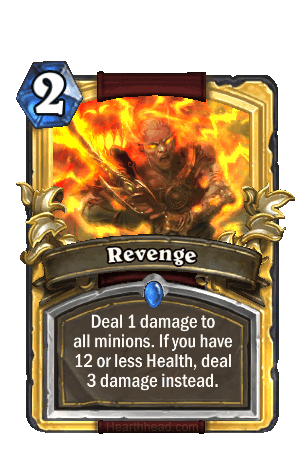 2
Revenge
Deal 1 damage to
all minions. If you have
12 or less Health, deal
3 damage instead.
Hearthhead.com